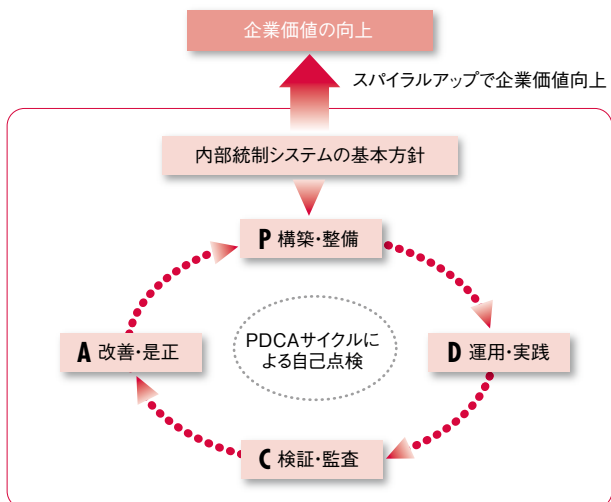 企業価値の向上
スパイラルアップで企業価値向上
内部統制システムの基本方針
P 構築・整備
A 改善・是正
PDCAサイクルに
よる自己点検
D 運用・実践
C 検証・監査